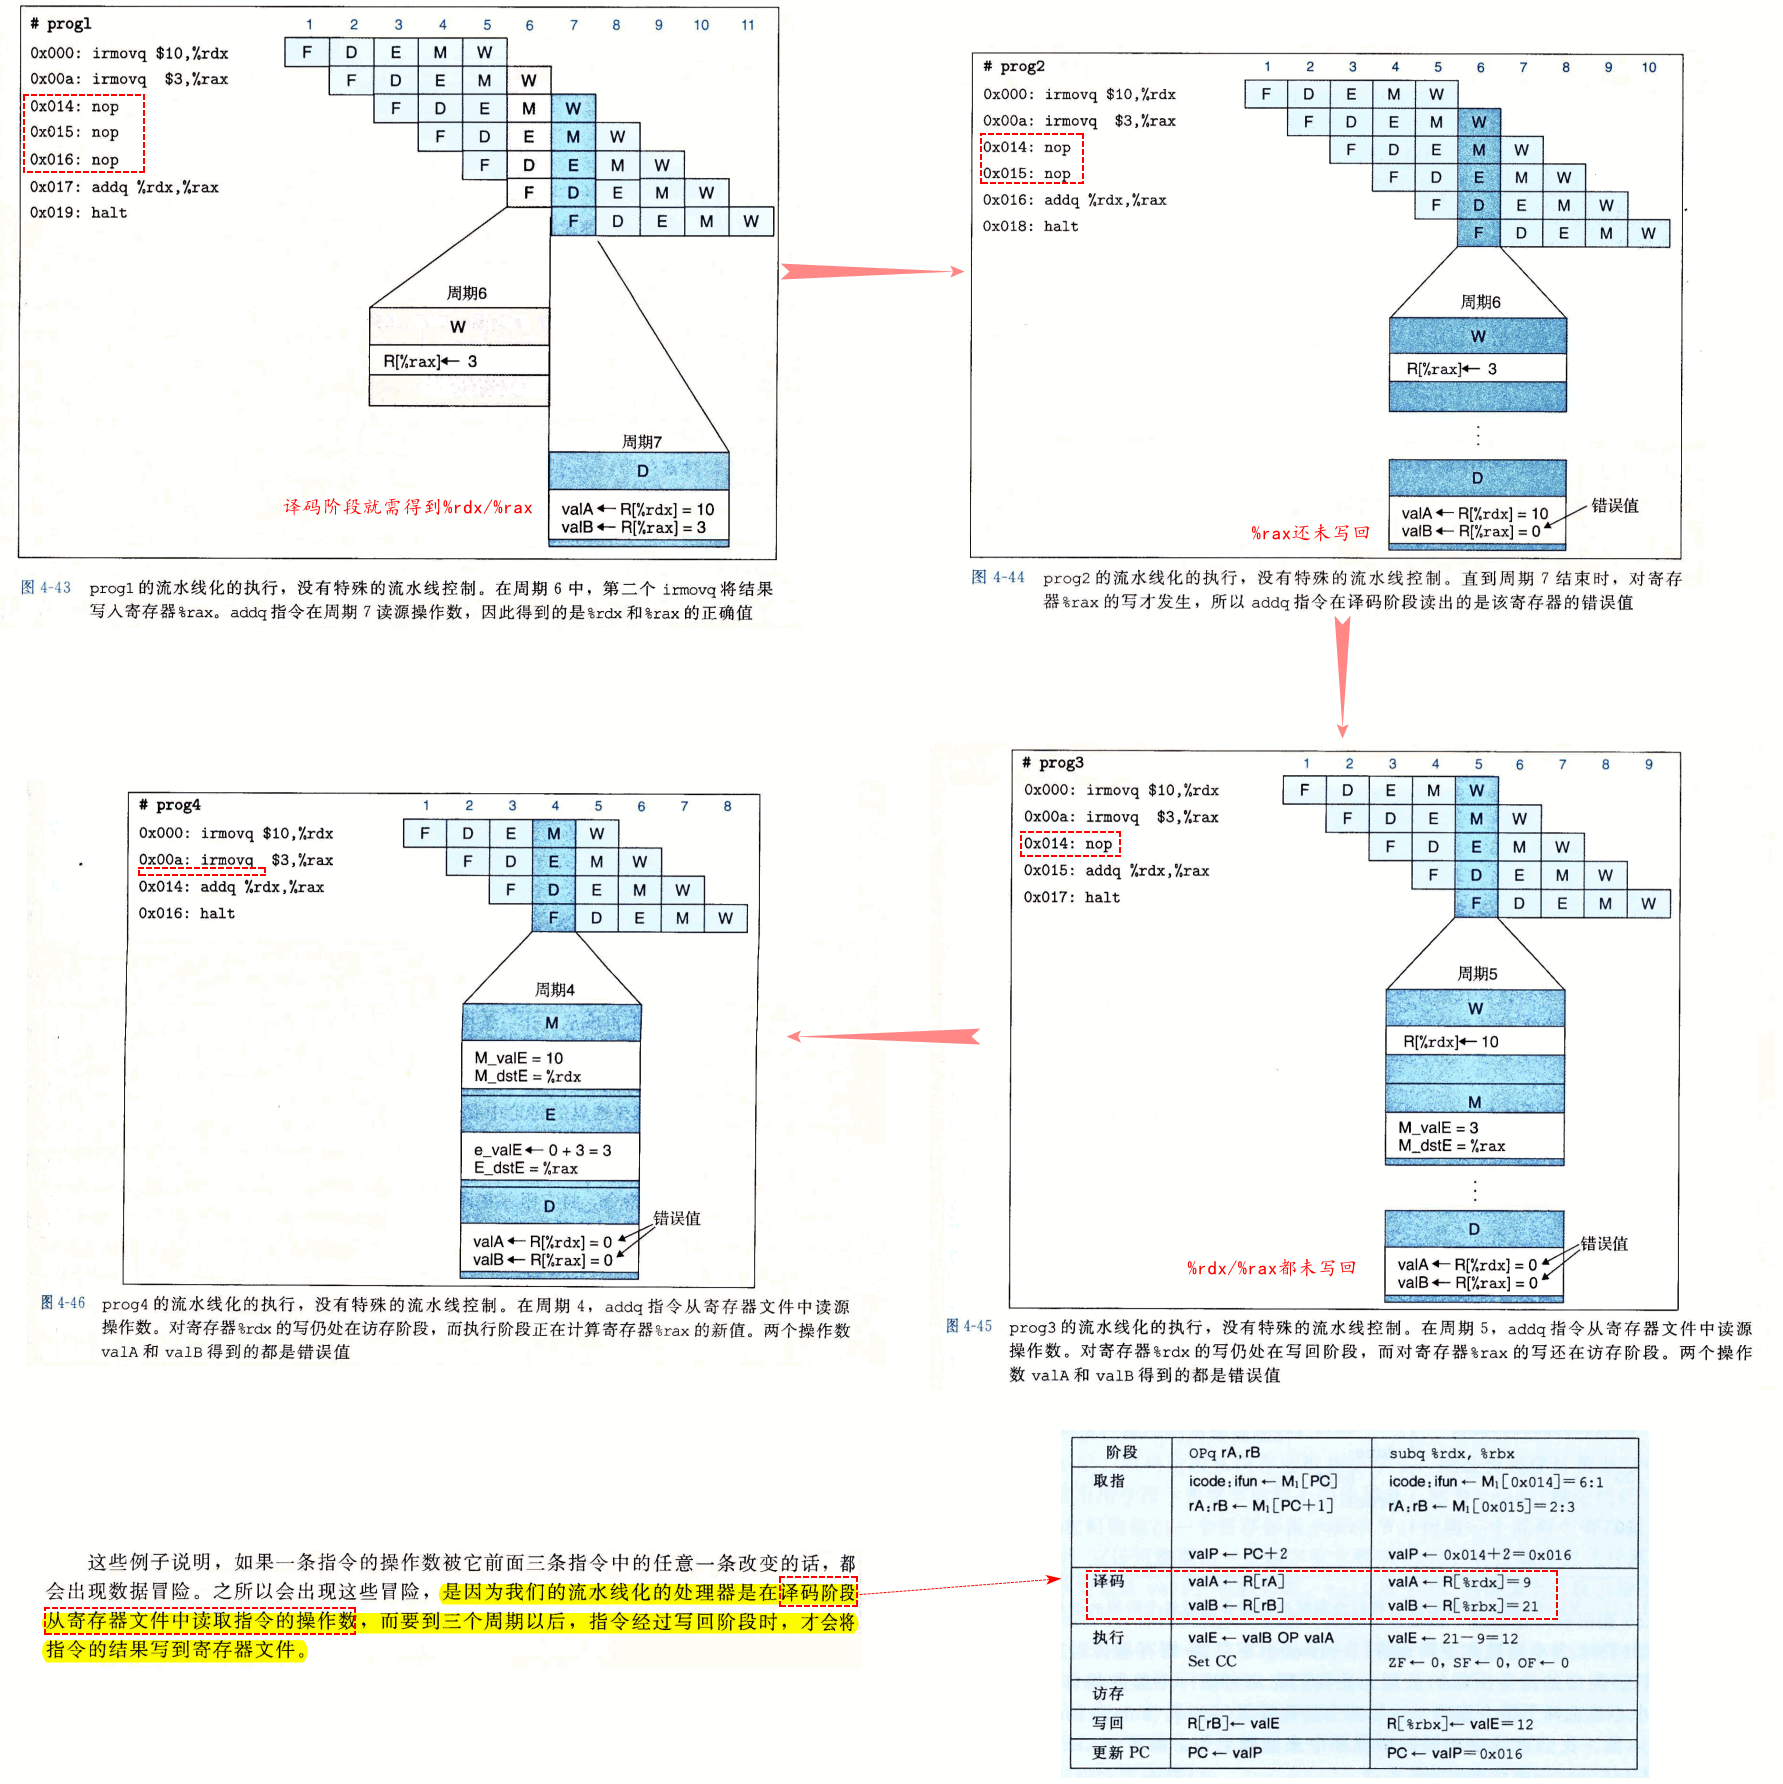 # prog1
1 2 3 4 5 6 7 8 9 10 11
0x000: irmovq $10,%rdx F D E M W
0x00a: irmovq $3,%rax F D E M W
0x014: nop F D E M W
0x015: nop F D E M W
0x016: nop F D E M W
0x017: addq %rdx,%rax F D E M W
0x019: halt F D E M W
周期6
W
R[%rax]← 3
周期7
D
valA ← R[%rdx] = 10
valB ← R[%rax] = 3
译码阶段就需得到%rdx/%rax
图 4-43 prog1 的流水线化的执行，没有特殊的流水线控制。在周期 6 中，第二个 irmovq 将结果
写入寄存器%rax。addq 指令在周期 7 读源操作数，因此得到的是%rdx 和%rax 的正确值
# prog2
1 2 3 4 5 6 7 8 9 10
0x000: irmovq $10,%rdx F D E M W
0x00a: irmovq $3,%rax F D E M W
0x014: nop F D E M W
0x015: nop F D E M W
0x016: addq %rdx,%rax F D E M W
0x018: halt F D E M W
周期6
W
R[%rax]← 3
⋮
D
valA ← R[%rdx] = 10
valB ← R[%rax] = 0
错误值
%rax还未写回
图 4-44 prog2 的流水线化的执行，没有特殊的流水线控制。直到周期 7 结束时，对寄存
器%rax 的写才发生，所以 addq 指令在译码阶段读出的是该寄存器的错误值
# prog3
1 2 3 4 5 6 7 8 9
0x000: irmovq $10,%rdx F D E M W
0x00a: irmovq $3,%rax F D E M W
0x014: nop F D E M W
0x015: addq %rdx,%rax F D E M W
0x017: halt F D E M W
周期5
W
R[%rdx]← 10
M
M_valE = 3
M_dstE = %rax
⋮
D
valA ← R[%rdx] = 0
valB ← R[%rax] = 0
错误值
%rdx/%rax都未写回
图 4-45 prog3 的流水线化的执行，没有特殊的流水线控制。在周期 5，addq 指令从寄存器文件中读源
操作数。对寄存器%rdx 的写仍处在写回阶段，而对寄存器%rax 的写还在访存阶段。两个操作
数 valA 和 valB 得到的都是错误值
# prog4
1 2 3 4 5 6 7 8
0x000: irmovq $10,%rdx F D E M W
0x00a: irmovq $3,%rax F D E M W
0x014: addq %rdx,%rax F D E M W
0x016: halt F D E M W
周期4
M
M_valE = 10
M_dstE = %rdx
E
e_valE ← 0 + 3 = 3
E_dstE = %rax
D
valA ← R[%rdx] = 0
valB ← R[%rax] = 0
错误值
图 4-46 prog4 的流水线化的执行，没有特殊的流水线控制。在周期 4，addq 指令从寄存器文件中读源
操作数。对寄存器%rdx 的写仍处在访存阶段，而执行阶段正在计算寄存器%rax 的新值。两个操作数
valA 和 valB 得到的都是错误值
这些例子说明，如果一条指令的操作数被它前面三条指令中的任意一条改变的话，都
会出现数据冒险。之所以会出现这些冒险，是因为我们的流水线化的处理器是在译码阶段
从寄存器文件中读取指令的操作数，而要到三个周期以后，指令经过写回阶段时，才会将
指令的结果写到寄存器文件。
阶段 OPq rA,rB subq %rdx, %rbx
取指 icode:ifun ← M₁[PC] icode:ifun ← M₁[0x014]=6:1
rA:rB ← M₁[PC+1] rA:rB ← M₁[0x015]=2:3
valP ← PC+2 valP ← 0x014+2=0x016
译码 valA ← R[rA] valA ← R[%rdx]=9
valB ← R[rB] valB ← R[%rbx]=21
执行 valE ← valB OP valA valE ← 21-9=12
Set CC ZF ← 0, SF ← 0, OF ← 0
访存
写回 R[rB]← valE R[%rbx]← valE=12
更新 PC PC ← valP PC ← valP=0x016